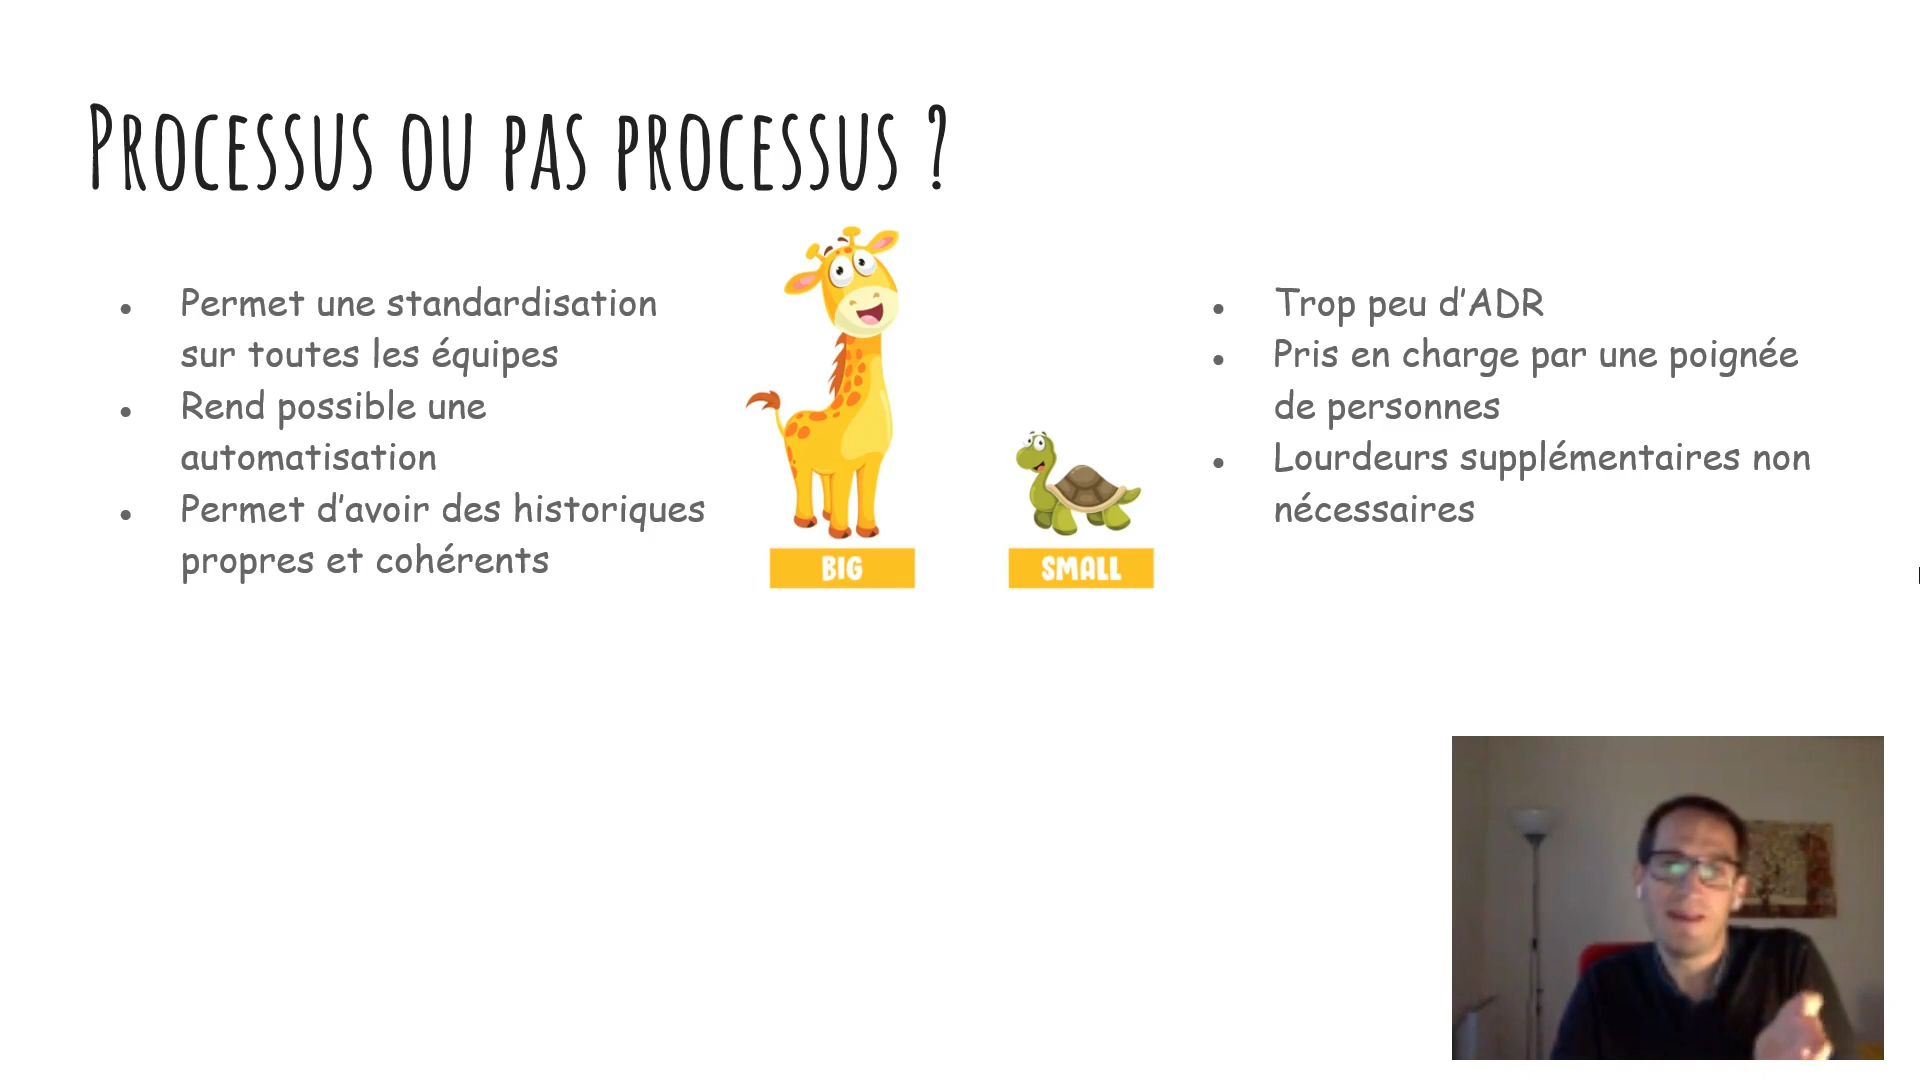 Processus ou pas processus ?
• Permet une standardisation
sur toutes les équipes
• Rend possible une
automatisation
• Permet d’avoir des historiques
propres et cohérents
BIG
SMALL
• Trop peu d’ADR
• Pris en charge par une poignée
de personnes
• Lourdeurs supplémentaires non
nécessaires